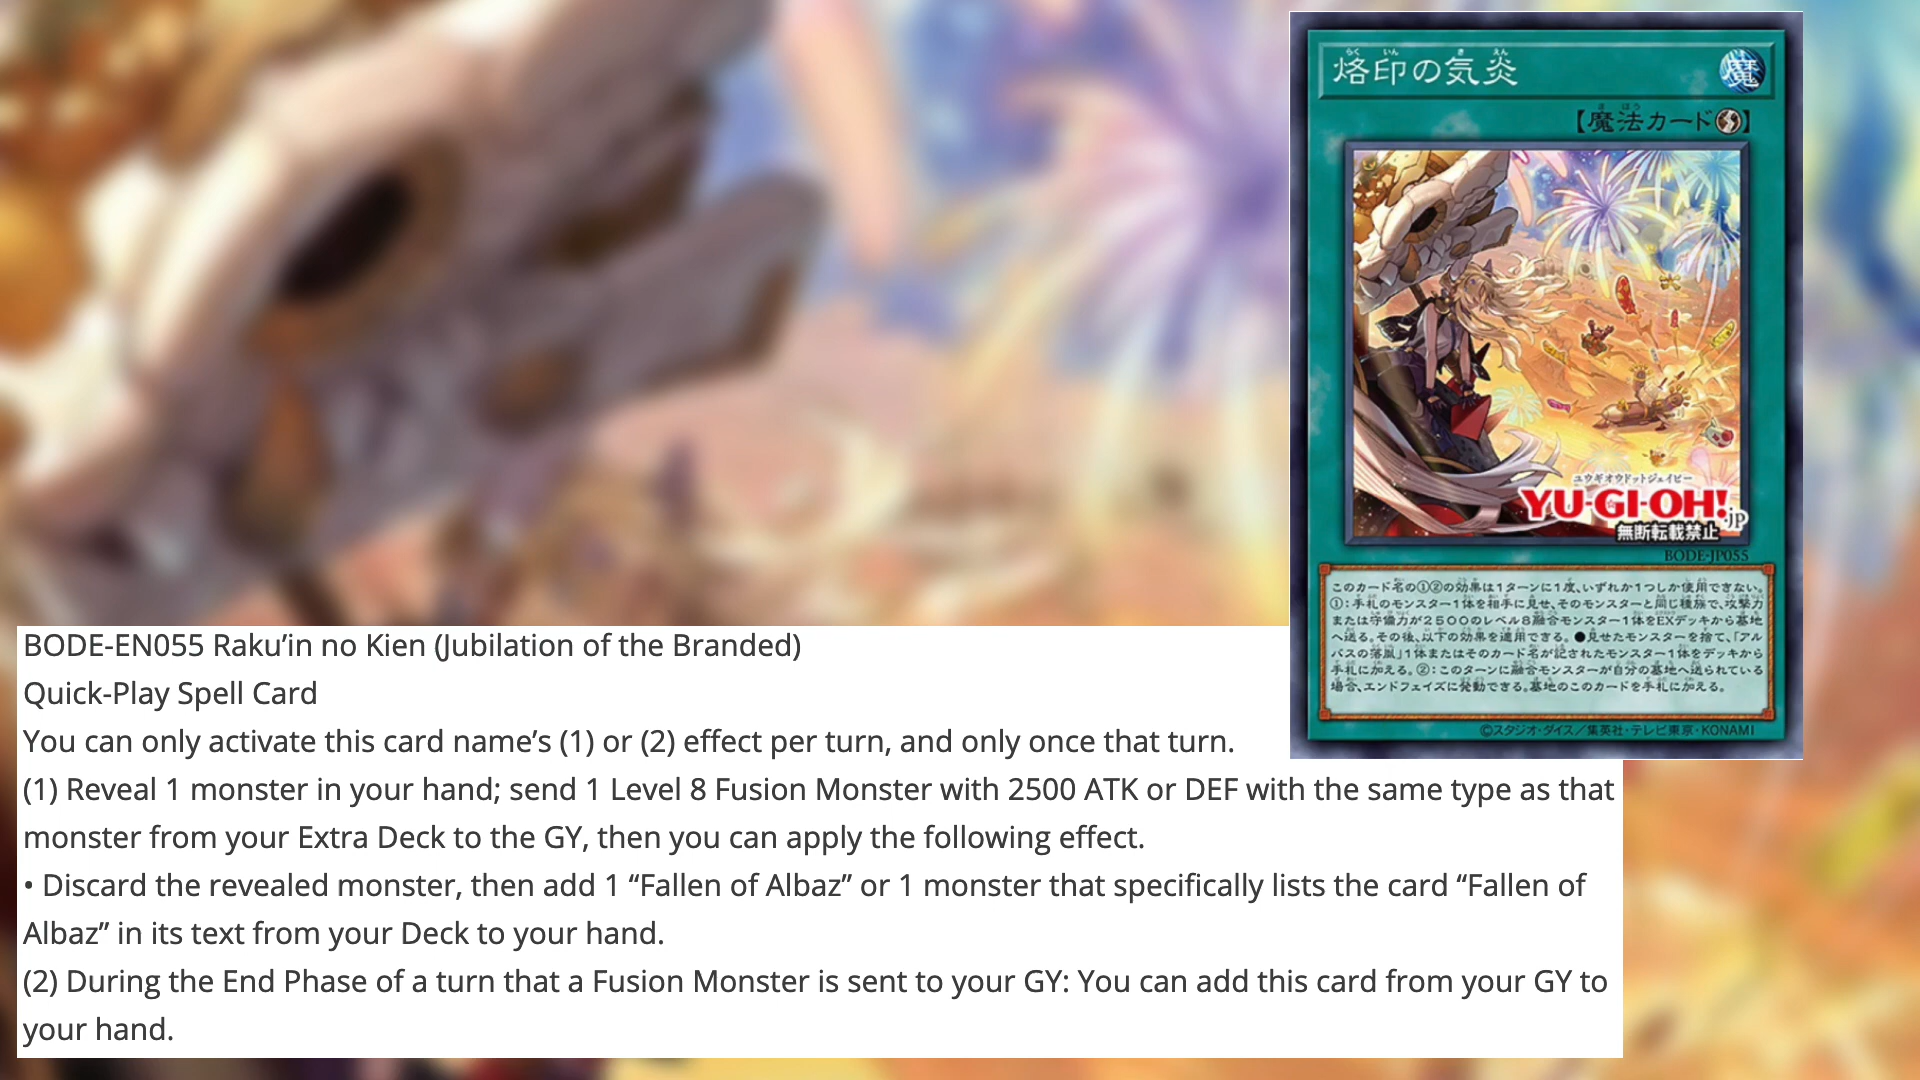 烙印の気炎
【魔法カード】
ユウギオウドットジェイピー
YU-GI-OH!.jp
無断転載禁止
BODE-JP055
このカード名の①②の効果は1ターンに1度、いずれか1つしか使用できない。
①:手札のモンスター1体を相手に見せ、そのモンスターと同じ種族で、攻撃力
または守備力が2500のレベル8融合モンスター1体をEXデッキから墓地
へ送る。その後、以下の効果を適用できる。●見せたモンスターを捨て、「アル
バスの落胤」1体またはそのカード名が記されたモンスター1体をデッキから
手札に加える。②:このターンに融合モンスターが自分の墓地へ送られている
場合、エンドフェイズに発動できる。墓地のこのカードを手札に加える。
©スタジオ・ダイス/集英社・テレビ東京・KONAMI
BODE-EN055 Raku’in no Kien (Jubilation of the Branded)
Quick-Play Spell Card
You can only activate this card name’s (1) or (2) effect per turn, and only once that turn.
(1) Reveal 1 monster in your hand; send 1 Level 8 Fusion Monster with 2500 ATK or DEF with the same type as that
monster from your Extra Deck to the GY, then you can apply the following effect.
• Discard the revealed monster, then add 1 “Fallen of Albaz” or 1 monster that specifically lists the card “Fallen of
Albaz” in its text from your Deck to your hand.
(2) During the End Phase of a turn that a Fusion Monster is sent to your GY: You can add this card from your GY to
your hand.